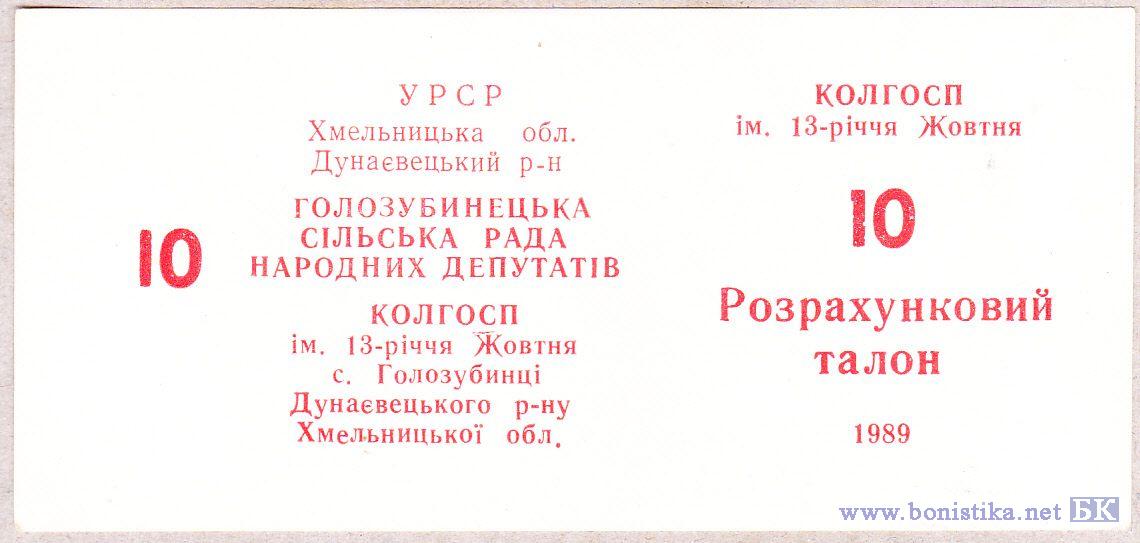 10
УРСР
Хмельницька обл.
Дунаєвецький р-н
ГОЛОЗУБИНЕЦЬКА
СІЛЬСЬКА РАДА
НАРОДНИХ ДЕПУТАТІВ
КОЛГОСП
ім. 13-річчя Жовтня
с. Голозубинці
Дунаєвецького р-ну
Хмельницької обл.
КОЛГОСП
ім. 13-річчя Жовтня
10
Розрахунковий
талон
1989
www.bonistika.net БК